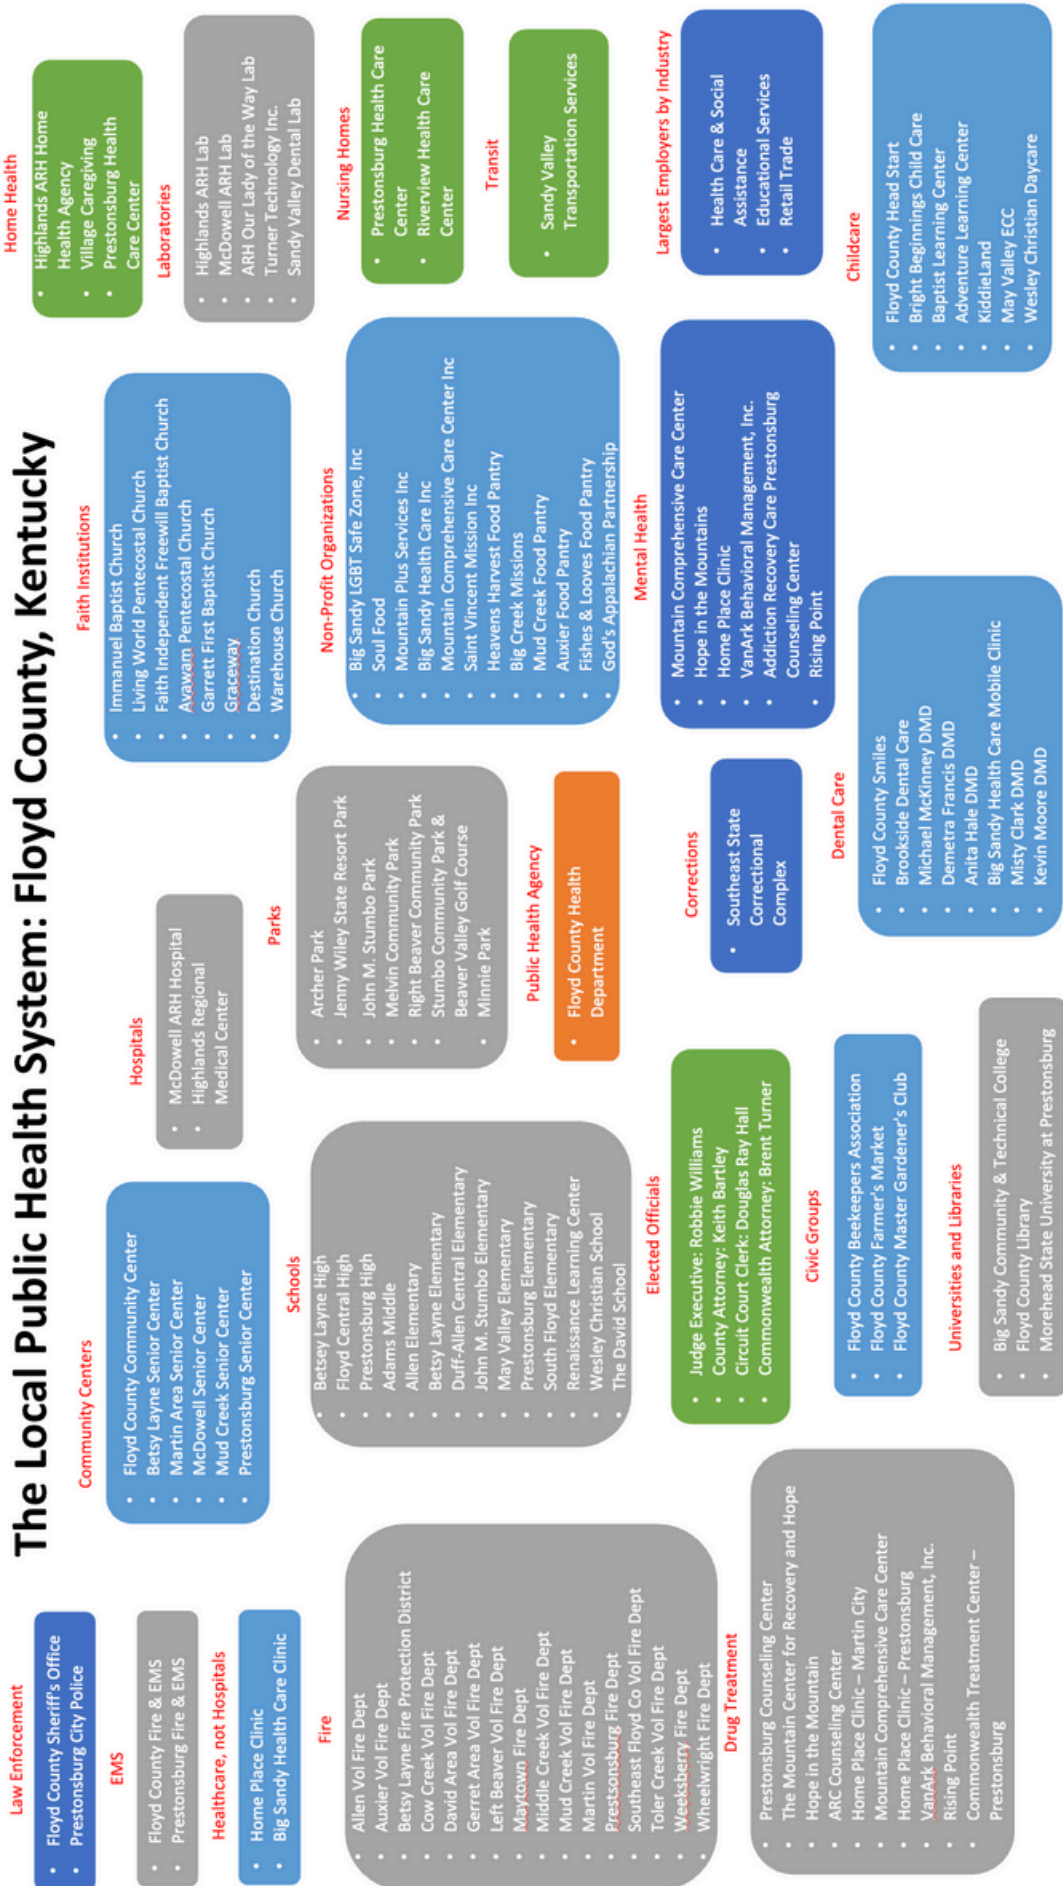 The Local Public Health System: Floyd County, Kentucky
Law Enforcement
Floyd County Sheriff's Office
Prestonsburg City Police
EMS
Floyd County Fire & EMS
Prestonsburg Fire & EMS
Healthcare, not Hospitals
Home Place Clinic
Big Sandy Health Care Clinic
Fire
Allen Vol Fire Dept
Auxier Vol Fire Dept
Betsy Layne Fire Protection District
Cow Creek Vol Fire Dept
David Area Vol Fire Dept
Gerret Area Vol Fire Dept
Left Beaver Vol Fire Dept
Maytown Fire Dept
Middle Creek Vol Fire Dept
Mud Creek Vol Fire Dept
Martin Vol Fire Dept
Prestsonsburg Fire Dept
Southeast Floyd Co Vol Fire Dept
Toler Creek Vol Fire Dept
Weeksberry Fire Dept
Wheelwright Fire Dept
Drug Treatment
Prestonsburg Counseling Center
The Mountain Center for Recovery and Hope
Hope in the Mountain
ARC Counseling Center
Home Place Clinic – Martin City
Mountain Comprehensive Care Center
Home Place Clinic – Prestonsburg
VanArk Behavioral Management, Inc.
Rising Point
Commonwealth Treatment Center –
Prestonsburg
Community Centers
Floyd County Community Center
Betsy Layne Senior Center
Martin Area Senior Center
McDowell Senior Center
Mud Creek Senior Center
Prestonsburg Senior Center
Hospitals
McDowell ARH Hospital
Highlands Regional
Medical Center
Schools
Betsey Layne High
Floyd Central High
Prestonsburg High
Adams Middle
Allen Elementary
Betsy Layne Elementary
Duff-Allen Central Elementary
John M. Stumbo Elementary
May Valley Elementary
Prestonsburg Elementary
South Floyd Elementary
Renaissance Learning Center
Wesley Christian School
The David School
Elected Officials
Judge Executive: Robbie Williams
County Attorney: Keith Bartley
Circuit Court Clerk: Douglas Ray Hall
Commonwealth Attorney: Brent Turner
Civic Groups
Floyd County Beekeepers Association
Floyd County Farmer's Market
Floyd County Master Gardener's Club
Universities and Libraries
Big Sandy Community & Technical College
Floyd County Library
Morehead State University at Prestonsburg
Parks
Archer Park
Jenny Wiley State Resort Park
John M. Stumbo Park
Melvin Community Park
Right Beaver Community Park
Stumbo Community Park &
Beaver Valley Golf Course
Minnie Park
Public Health Agency
Floyd County Health
Department
Corrections
Southeast State
Correctional
Complex
Dental Care
Floyd County Smiles
Brookside Dental Care
Michael McKinney DMD
Demetra Francis DMD
Anita Hale DMD
Big Sandy Health Care Mobile Clinic
Misty Clark DMD
Kevin Moore DMD
Faith Institutions
Immanuel Baptist Church
Living World Pentecostal Church
Faith Independent Freewill Baptist Church
Avawam Pentecostal Church
Garrett First Baptist Church
Graceway
Destination Church
Warehouse Church
Non-Profit Organizations
Big Sandy LGBT Safe Zone, Inc
Soul Food
Mountain Plus Services Inc
Big Sandy Health Care Inc
Mountain Comprehensive Care Center Inc
Saint Vincent Mission Inc
Heavens Harvest Food Pantry
Big Creek Missions
Mud Creek Food Pantry
Auxier Food Pantry
Fishes & Looves Food Pantry
God's Appalachian Partnership
Mental Health
Mountain Comprehensive Care Center
Hope in the Mountains
Home Place Clinic
VanArk Behavioral Management, Inc.
Addiction Recovery Care Prestonsburg
Counseling Center
Rising Point
Home Health
Highlands ARH Home
Health Agency
Village Caregiving
Prestonsburg Health
Care Center
Laboratories
Highlands ARH Lab
McDowell ARH Lab
ARH Our Lady of the Way Lab
Turner Technology Inc.
Sandy Valley Dental Lab
Nursing Homes
Prestonsburg Health Care
Center
Riverview Health Care
Center
Transit
Sandy Valley
Transportation Services
Largest Employers by Industry
Health Care & Social
Assistance
Educational Services
Retail Trade
Childcare
Floyd County Head Start
Bright Beginnings Child Care
Baptist Learning Center
Adventure Learning Center
KiddieLand
May Valley ECC
Wesley Christian Daycare